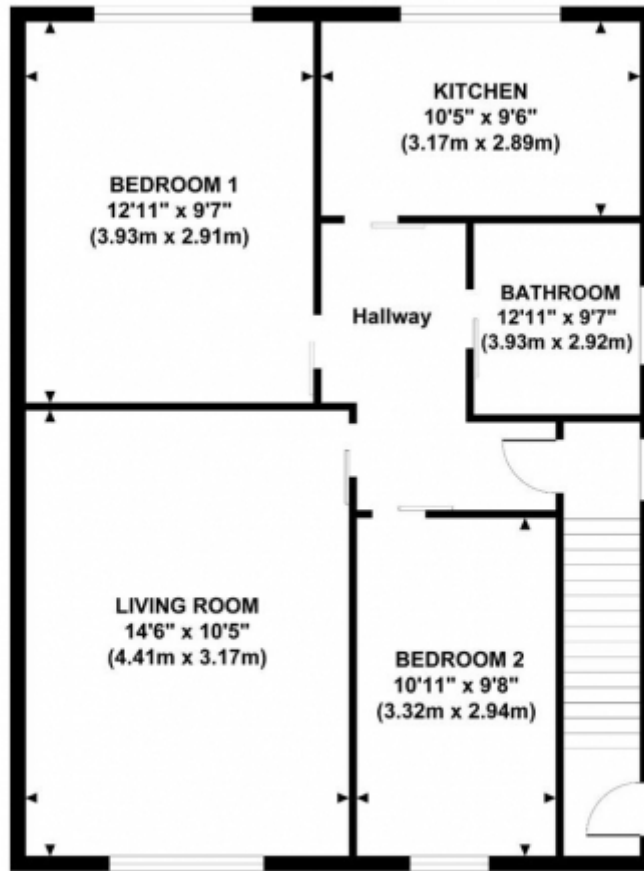 KITCHEN
10'5" x 9'6"
(3.17m x 2.89m)
BEDROOM 1
12'11" x 9'7"
(3.93m x 2.91m)
Hallway
BATHROOM
12'11" x 9'7"
(3.93m x 2.92m)
LIVING ROOM
14'6" x 10'5"
(4.41m x 3.17m)
BEDROOM 2
10'11" x 9'8"
(3.32m x 2.94m)